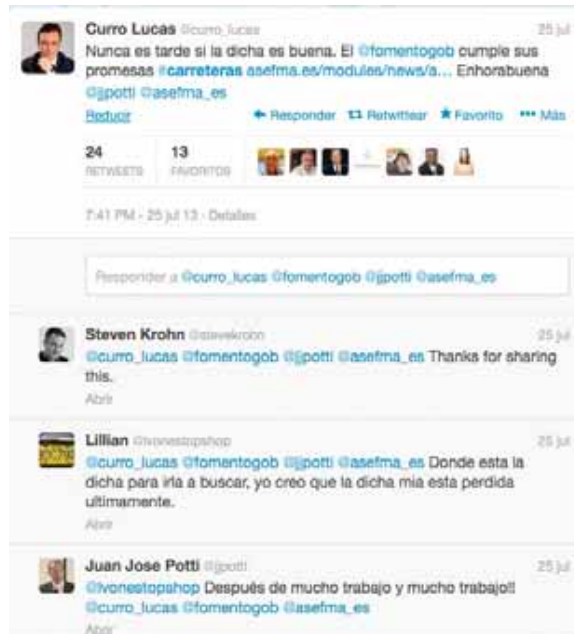 Curro Lucas @curro_lucas 25 jul
Nunca es tarde si la dicha es buena. El @fomentogob cumple sus
promesas #carreteras asefma.es/modules/news/a... Enhorabuena
@jjpotti @asefma_es
Reducir Responder Retwittear Favorito ••• Más
24 13
RETWEETS FAVORITOS
7:41 PM - 25 jul 13 · Detalles
Responder a @curro_lucas @fomentogob @jjpotti @asefma_es
Steven Krohn @stevekrohn 25 jul
@curro_lucas @fomentogob @jjpotti @asefma_es Thanks for sharing
this.
Abrir
Lillian @Ivonestopshop 25 jul
@curro_lucas @fomentogob @jjpotti @asefma_es Donde esta la
dicha para irla a buscar, yo creo que la dicha mia esta perdida
ultimamente.
Abrir
Juan Jose Potti @jjpotti 25 jul
@Ivonestopshop Después de mucho trabajo y mucho trabajo!!
@curro_lucas @fomentogob @asefma_es
Abrir